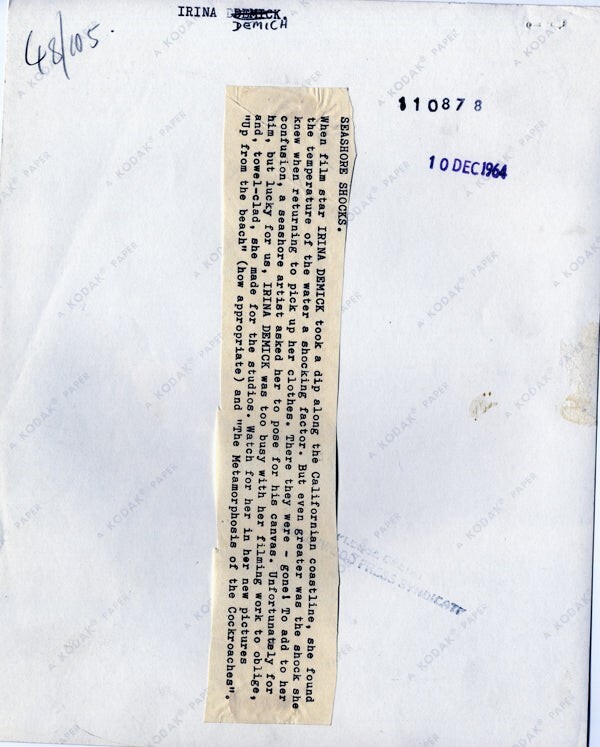 IRINA DEMICK.
DEMICH
48/105.
110878
10 DEC 1964
SEASHORE SHOCKS.
When film star IRINA DEMICK took a dip along the Californian coastline, she found
the temperature of the water a shocking factor. But even greater was the shock she
knew when returning to pick up her clothes. There they were - gone! To add to her
confusion, a seashore artist asked her to pose for his canvas. Unfortunately for
him, but lucky for us, IRINA DEMICK was too busy with her filming work to oblige,
and, towel-clad, she made for the studios. Watch for her in her new pictures
"Up from the beach" (how appropriate) and "The Metamorphosis of the Cockroaches".
PRESS SYNDICATE
A KODAK® PAPER